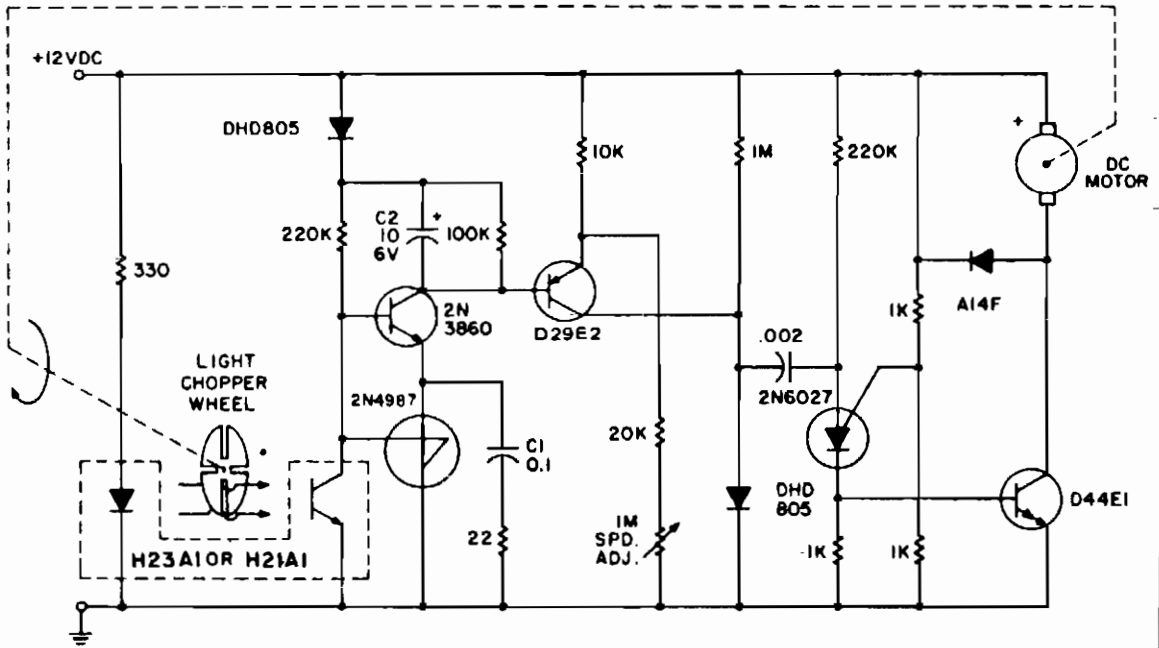 +12VDC
DHD805
220K
C2
10
6V
+
100K
10K
1M
220K
+
DC
MOTOR
330
2N
3860
D29E2
1K
A14F
LIGHT
CHOPPER
WHEEL
2N4987
.002
2N6027
C1
0.1
20K
22
1M
SPD.
ADJ.
DHD
805
1K
1K
D44E1
H23A1 OR H21A1